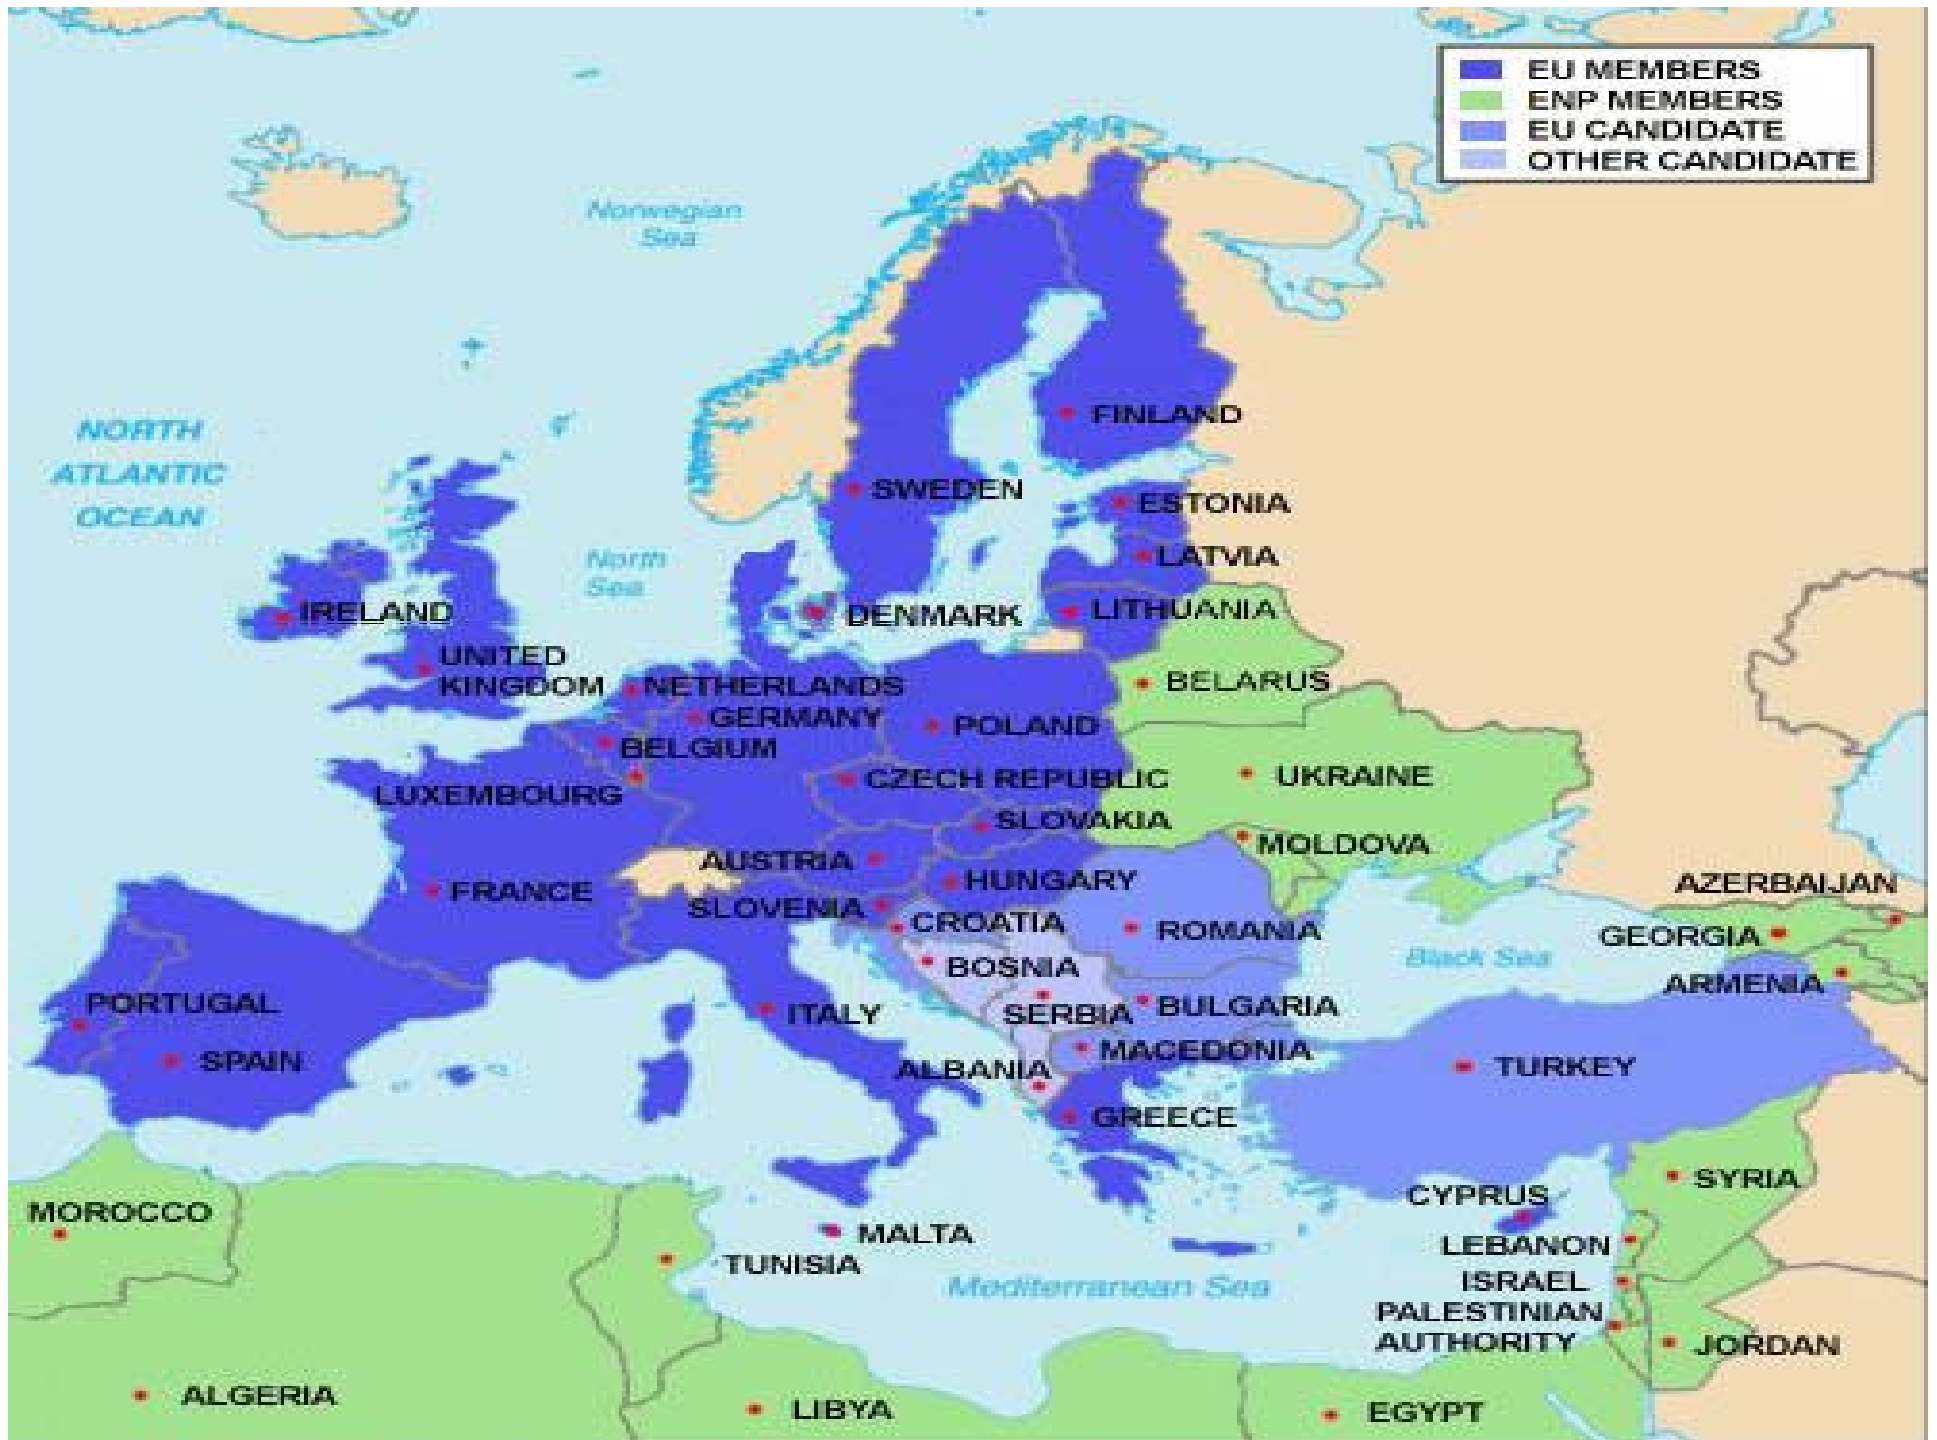 EU MEMBERS
ENP MEMBERS
EU CANDIDATE
OTHER CANDIDATE
Norwegian
Sea
NORTH
ATLANTIC
OCEAN
FINLAND
SWEDEN
ESTONIA
North
Sea
LATVIA
IRELAND
DENMARK
LITHUANIA
UNITED
KINGDOM
NETHERLANDS
BELARUS
GERMANY
POLAND
BELGIUM
CZECH REPUBLIC
UKRAINE
LUXEMBOURG
SLOVAKIA
MOLDOVA
AUSTRIA
HUNGARY
AZERBAIJAN
FRANCE
SLOVENIA
CROATIA
ROMANIA
GEORGIA
Black Sea
BOSNIA
ARMENIA
PORTUGAL
ITALY
SERBIA
BULGARIA
SPAIN
MACEDONIA
ALBANIA
TURKEY
GREECE
SYRIA
CYPRUS
MOROCCO
MALTA
LEBANON
TUNISIA
Mediterranean Sea
ISRAEL
PALESTINIAN
AUTHORITY
JORDAN
ALGERIA
LIBYA
EGYPT